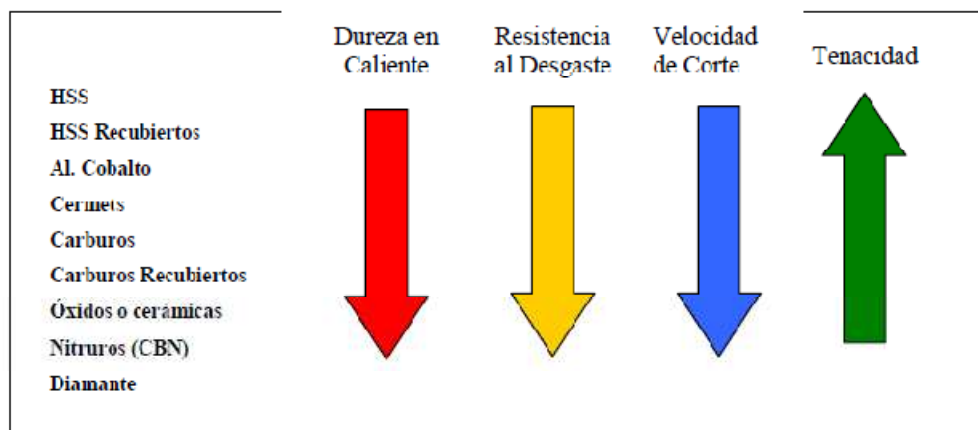 Dureza en
Caliente
Resistencia
al Desgaste
Velocidad
de Corte
Tenacidad
HSS
HSS Recubiertos
Al. Cobalto
Cermets
Carburos
Carburos Recubiertos
Óxidos o cerámicas
Nitruros (CBN)
Diamante